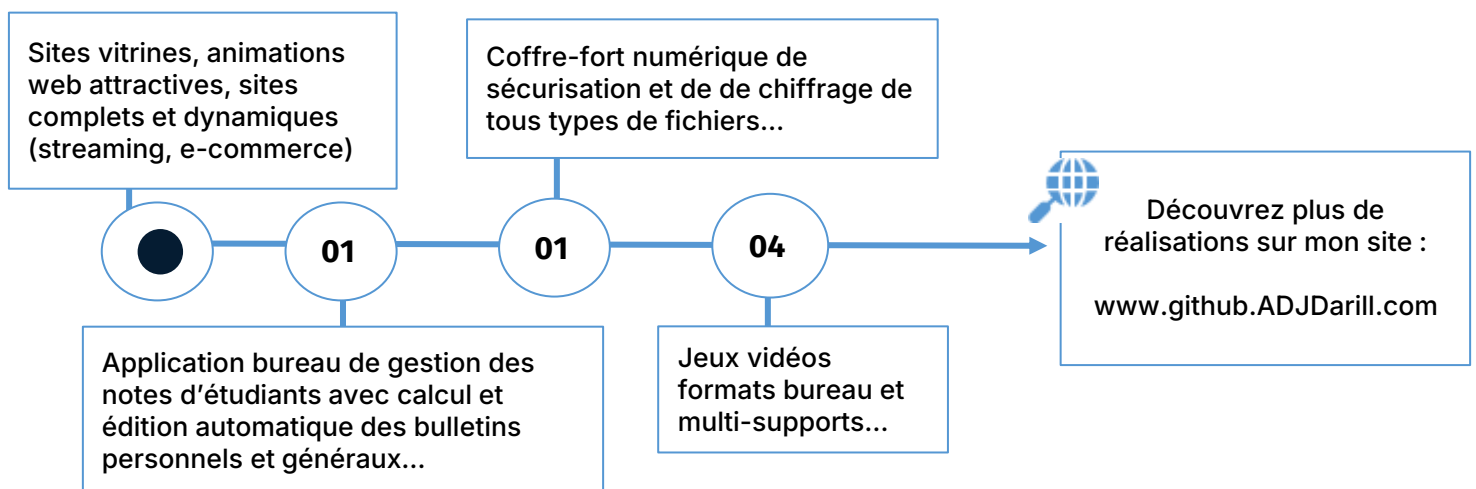 Sites vitrines, animations
web attractives, sites
complets et dynamiques
(streaming, e-commerce)
Coffre-fort numérique de
sécurisation et de de chiffrage de
tous types de fichiers...
01
01
04
Découvrez plus de
réalisations sur mon site :
www.github.ADJDarill.com
Application bureau de gestion des
notes d’étudiants avec calcul et
édition automatique des bulletins
personnels et généraux...
Jeux vidéos
formats bureau et
multi-supports...